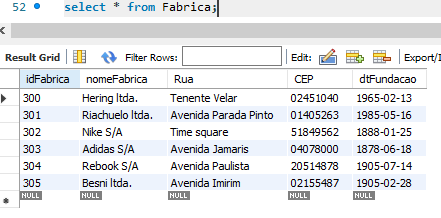 52 select * from Fabrica;
Result Grid Filter Rows: Edit: Export/I
idFabrica nomeFabrica Rua CEP dtFundacao
300 Hering ltda. Tenente Velar 02451040 1965-02-13
301 Riachuelo ltda. Avenida Parada Pinto 01405263 1985-05-16
302 Nike S/A Time square 51849562 1888-01-25
303 Adidas S/A Avenida Jamaris 04078000 1878-06-18
304 Rebook S/A Avenida Paulista 20514878 1905-07-14
305 Besni ltda. Avenida Imirim 02155487 1905-02-28
NULL NULL NULL NULL NULL